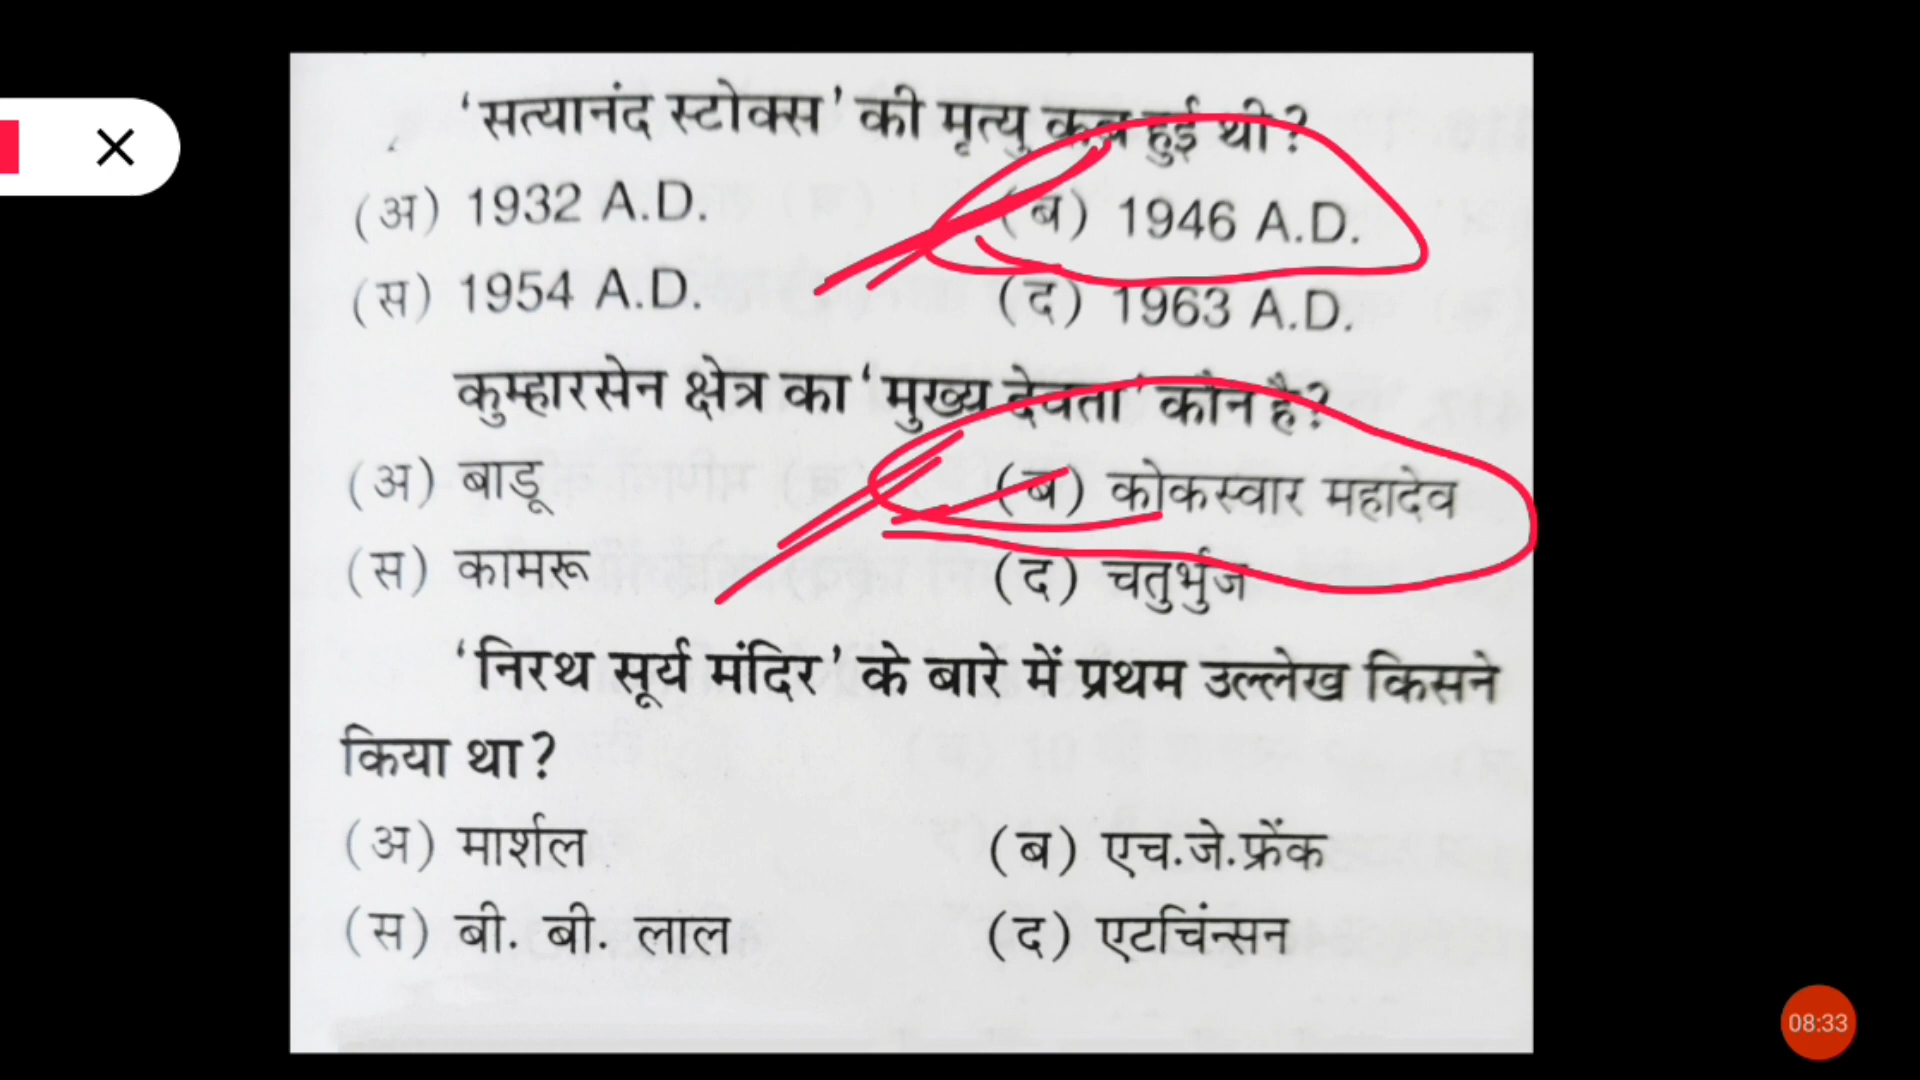 ‘सत्यानंद स्टोक्स’ की मृत्यु कब हुई थी?
(अ) 1932 A.D. (ब) 1946 A.D.
(स) 1954 A.D. (द) 1963 A.D.
कुम्हारसेन क्षेत्र का ‘मुख्य देवता’ कौन है?
(अ) बाडू (ब) कोकस्वार महादेव
(स) कामरू (द) चतुर्भुज
‘निरथ सूर्य मंदिर’ के बारे में प्रथम उल्लेख किसने
किया था?
(अ) मार्शल (ब) एच.जे.फ्रेंक
(स) बी. बी. लाल (द) एटचिंन्सन
08:33